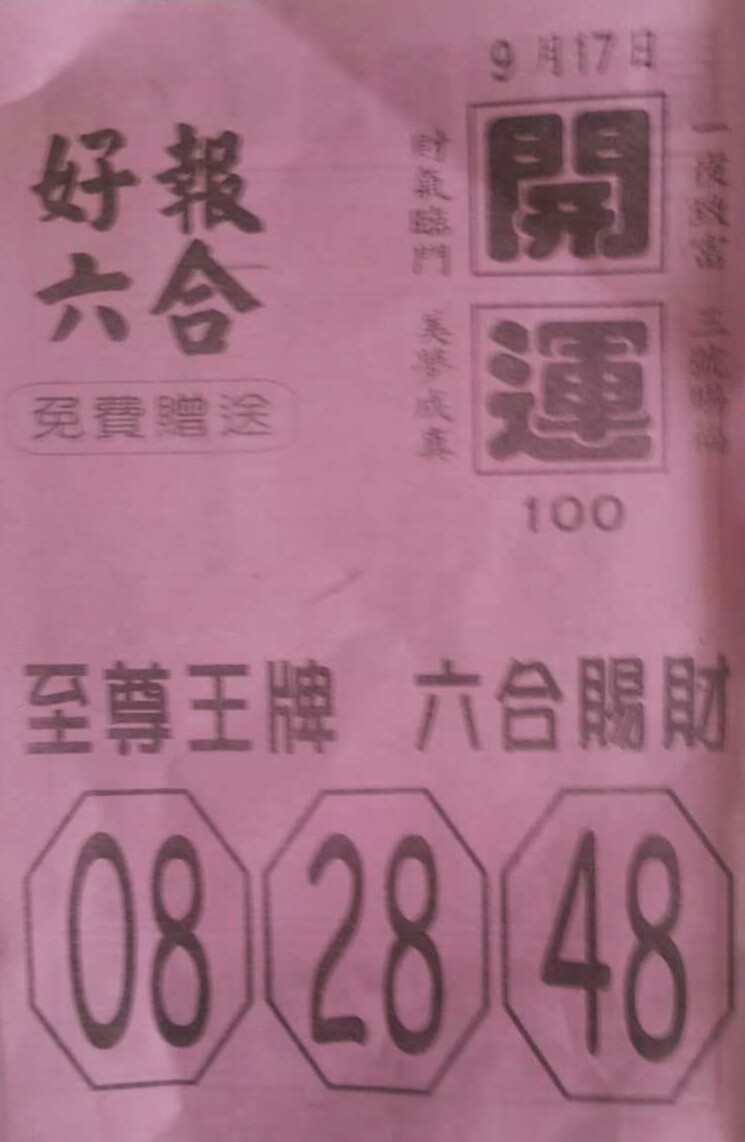 9月17日
好報
六合
免費贈送
開運
財氣臨門
美夢成真
一夜致富
100
至尊王牌 六合賜財
08 28 48